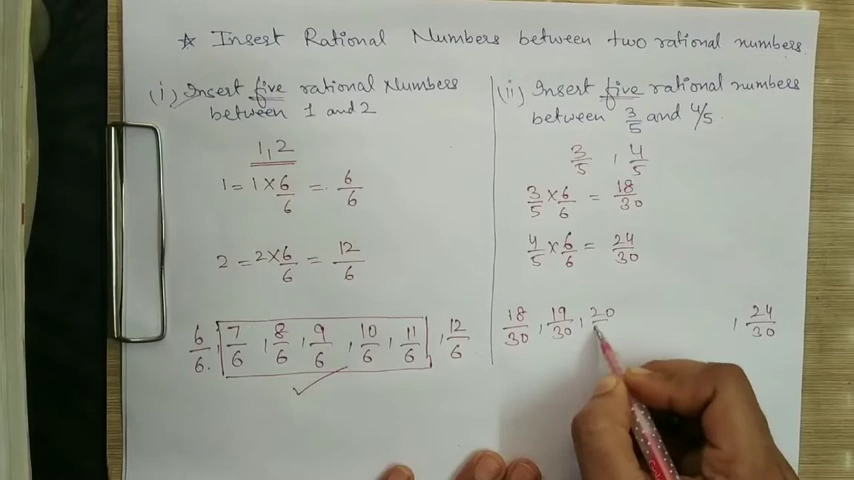 ☆ Insert Rational Numbers between two rational numbers.
(i) Insert five rational Numbers
between 1 and 2
1, 2
1 = 1 × 6/6 = 6/6
2 = 2 × 6/6 = 12/6
6/6, 7/6, 8/6, 9/6, 10/6, 11/6, 12/6
(ii) Insert five rational numbers
between 3/5 and 4/5.
3/5, 4/5
3/5 × 6/6 = 18/30
4/5 × 6/6 = 24/30
18/30, 19/30, 20 , 24/30